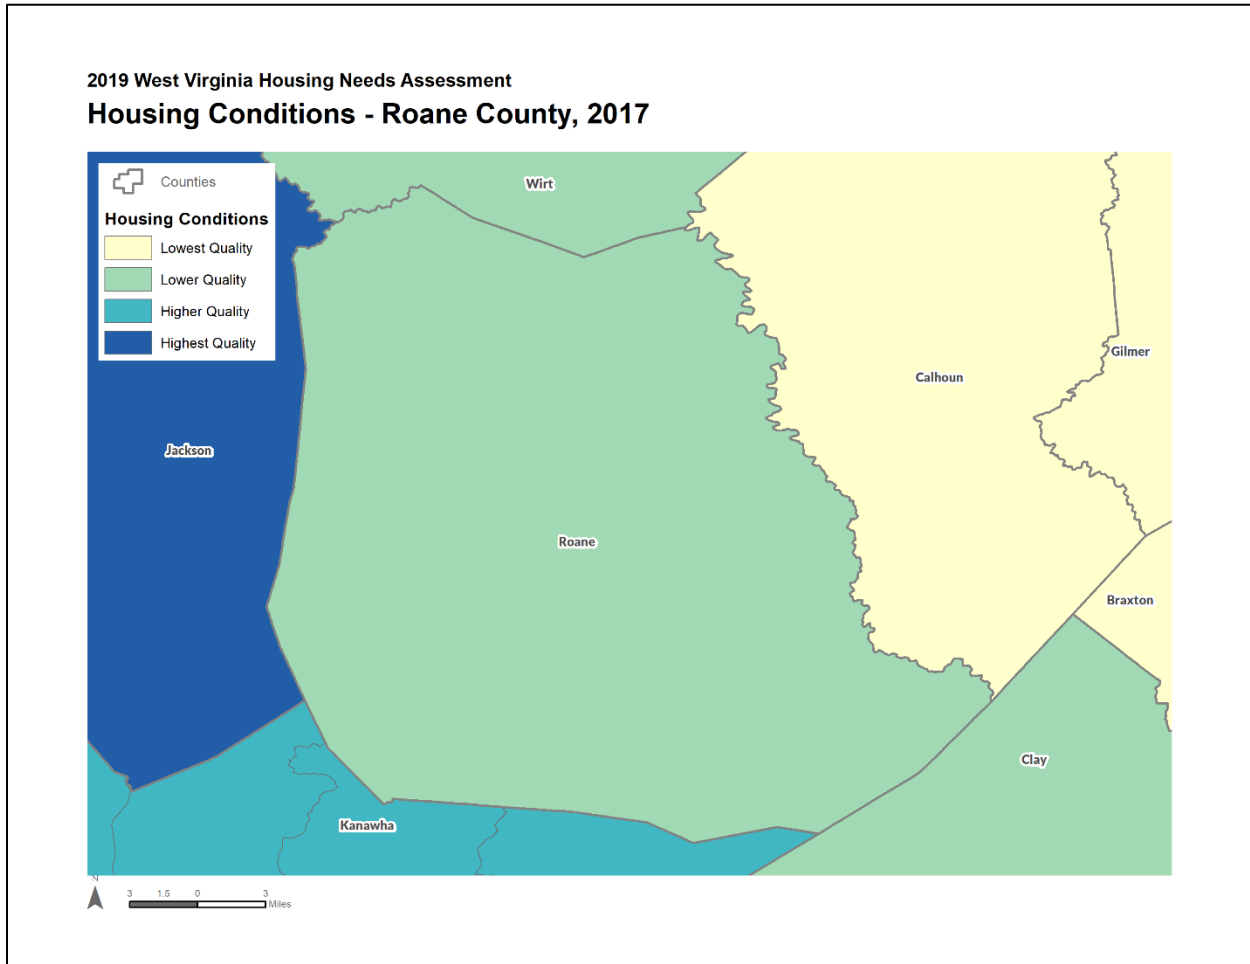 2019 West Virginia Housing Needs Assessment
Housing Conditions - Roane County, 2017
Counties
Housing Conditions
Lowest Quality
Lower Quality
Higher Quality
Highest Quality
Wirt
Gilmer
Calhoun
Jackson
Roane
Braxton
Clay
Kanawha
N
3 1.5 0 3
Miles